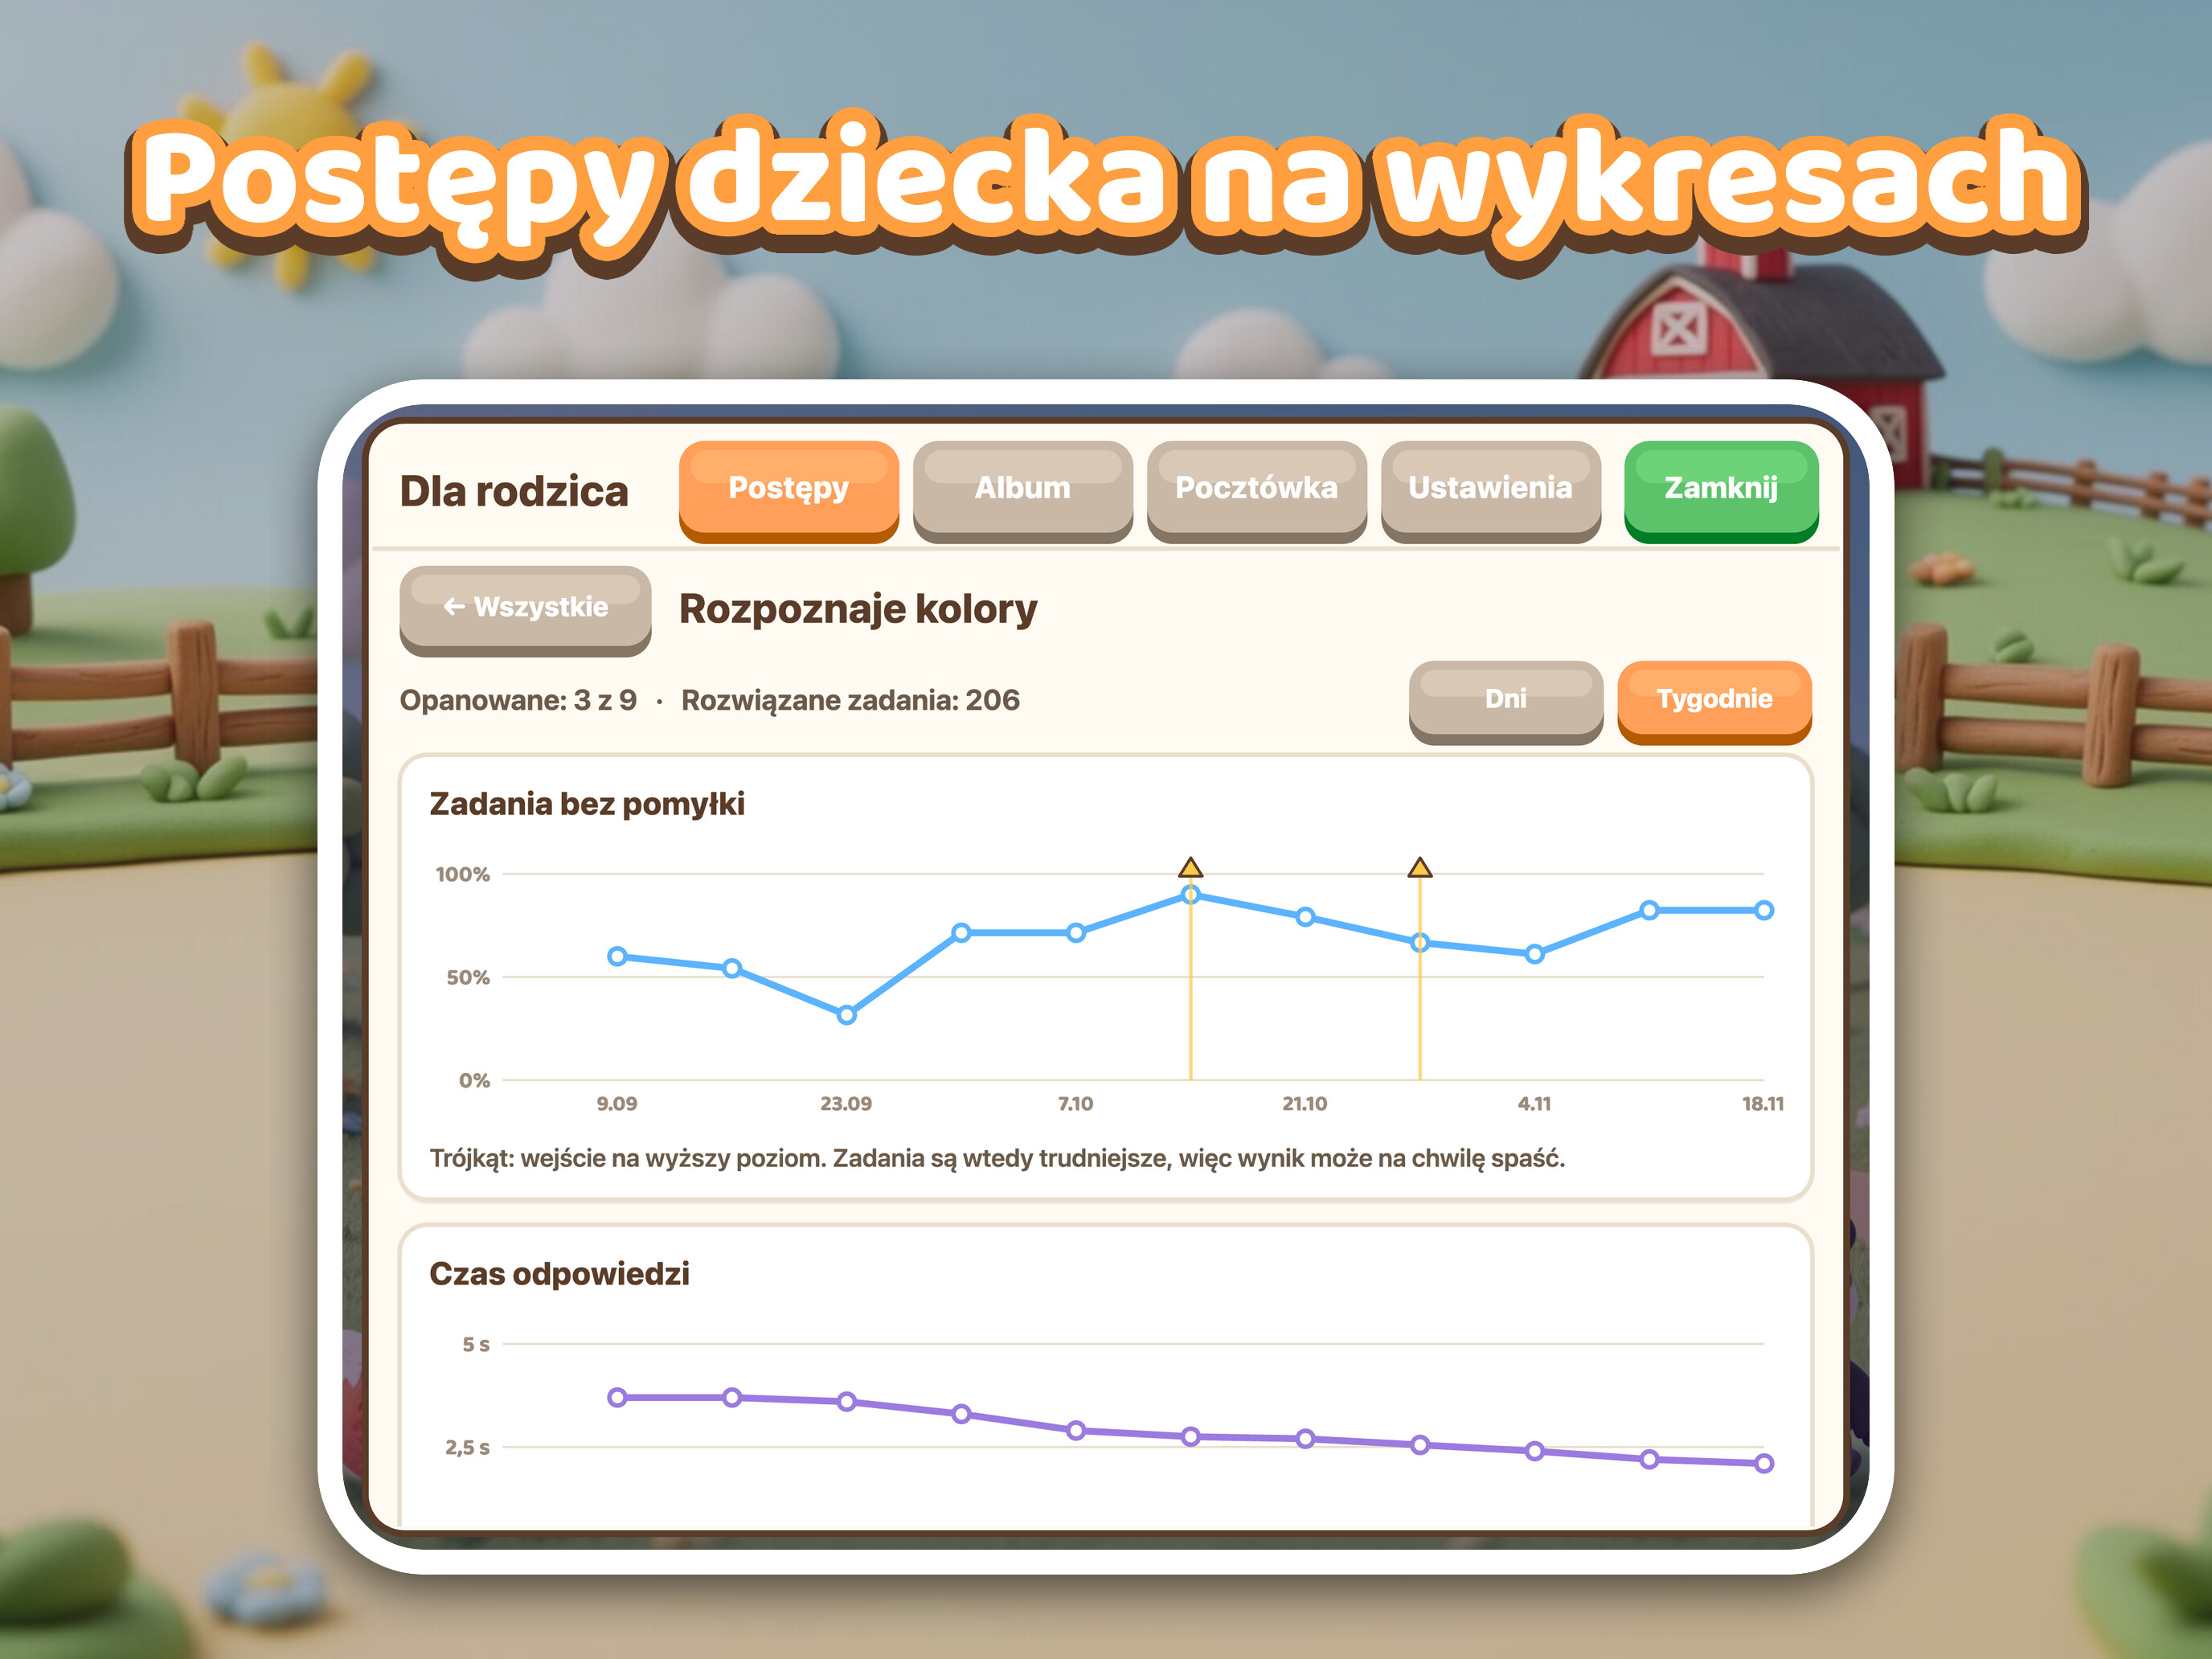 Postępy dziecka na wykresach
Dla rodzica
Postępy
Album
Pocztówka
Ustawienia
Zamknij
← Wszystkie
Rozpoznaje kolory
Opanowane: 3 z 9 · Rozwiązane zadania: 206
Dni
Tygodnie
Zadania bez pomyłki
100%
50%
0%
9.09 23.09 7.10 21.10 4.11 18.11
Trójkąt: wejście na wyższy poziom. Zadania są wtedy trudniejsze, więc wynik może na chwilę spaść.
Czas odpowiedzi
5 s
2,5 s